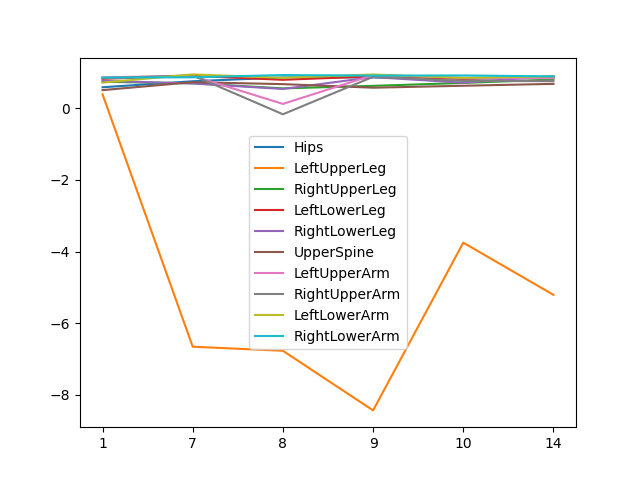 0
−2
−4
−6
−8
1 7 8 9 10 14
Hips
LeftUpperLeg
RightUpperLeg
LeftLowerLeg
RightLowerLeg
UpperSpine
LeftUpperArm
RightUpperArm
LeftLowerArm
RightLowerArm